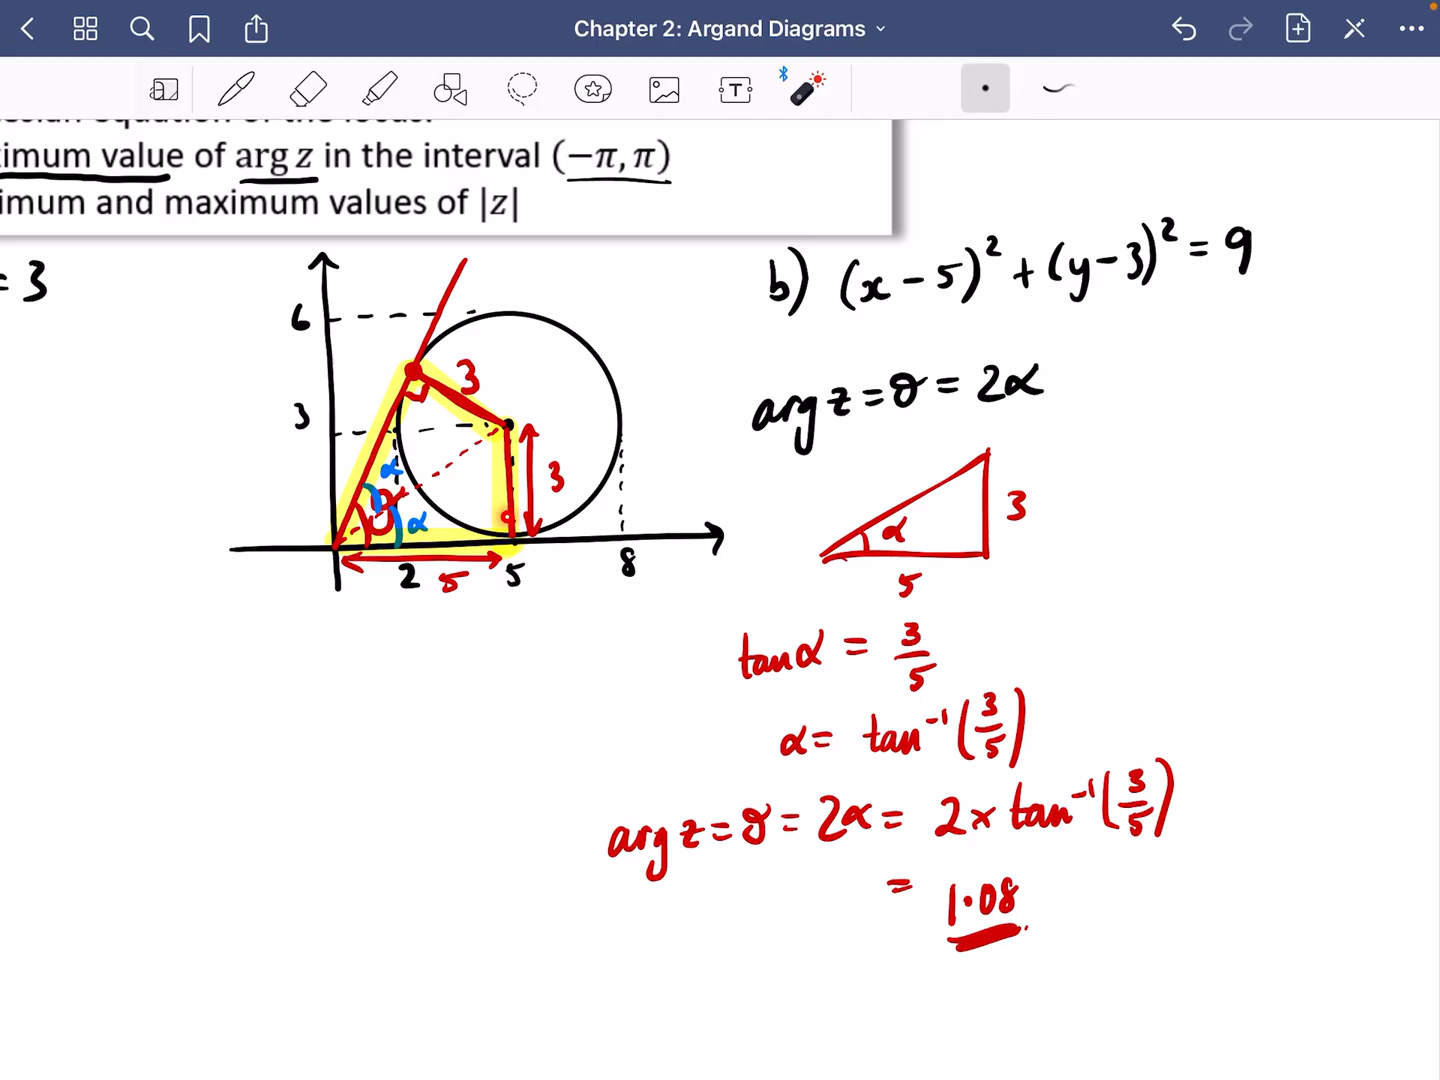 Chapter 2: Argand Diagrams
imum value of arg z in the interval (−π, π)
imum and maximum values of |z|
= 3
b) (x − 5)² + (y − 3)² = 9
6
3
3
3
α
θ
α
2
5
5
8
arg z = θ = 2α
α
3
5
tan α = 3/5
α = tan⁻¹(3/5)
arg z = θ = 2α = 2 × tan⁻¹(3/5)
= 1.08